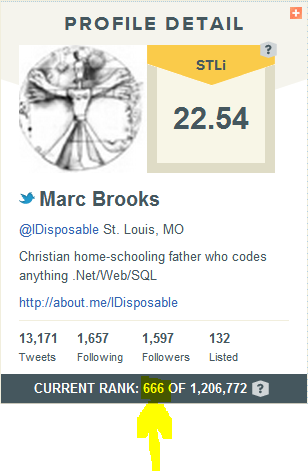 PROFILE DETAIL
?
STLi
22.54
Marc Brooks
@IDisposable St. Louis, MO
Christian home-schooling father who codes
anything .Net/Web/SQL
http://about.me/IDisposable
13,171 1,657 1,597 132
Tweets Following Followers Listed
CURRENT RANK: 666 OF 1,206,772 ?